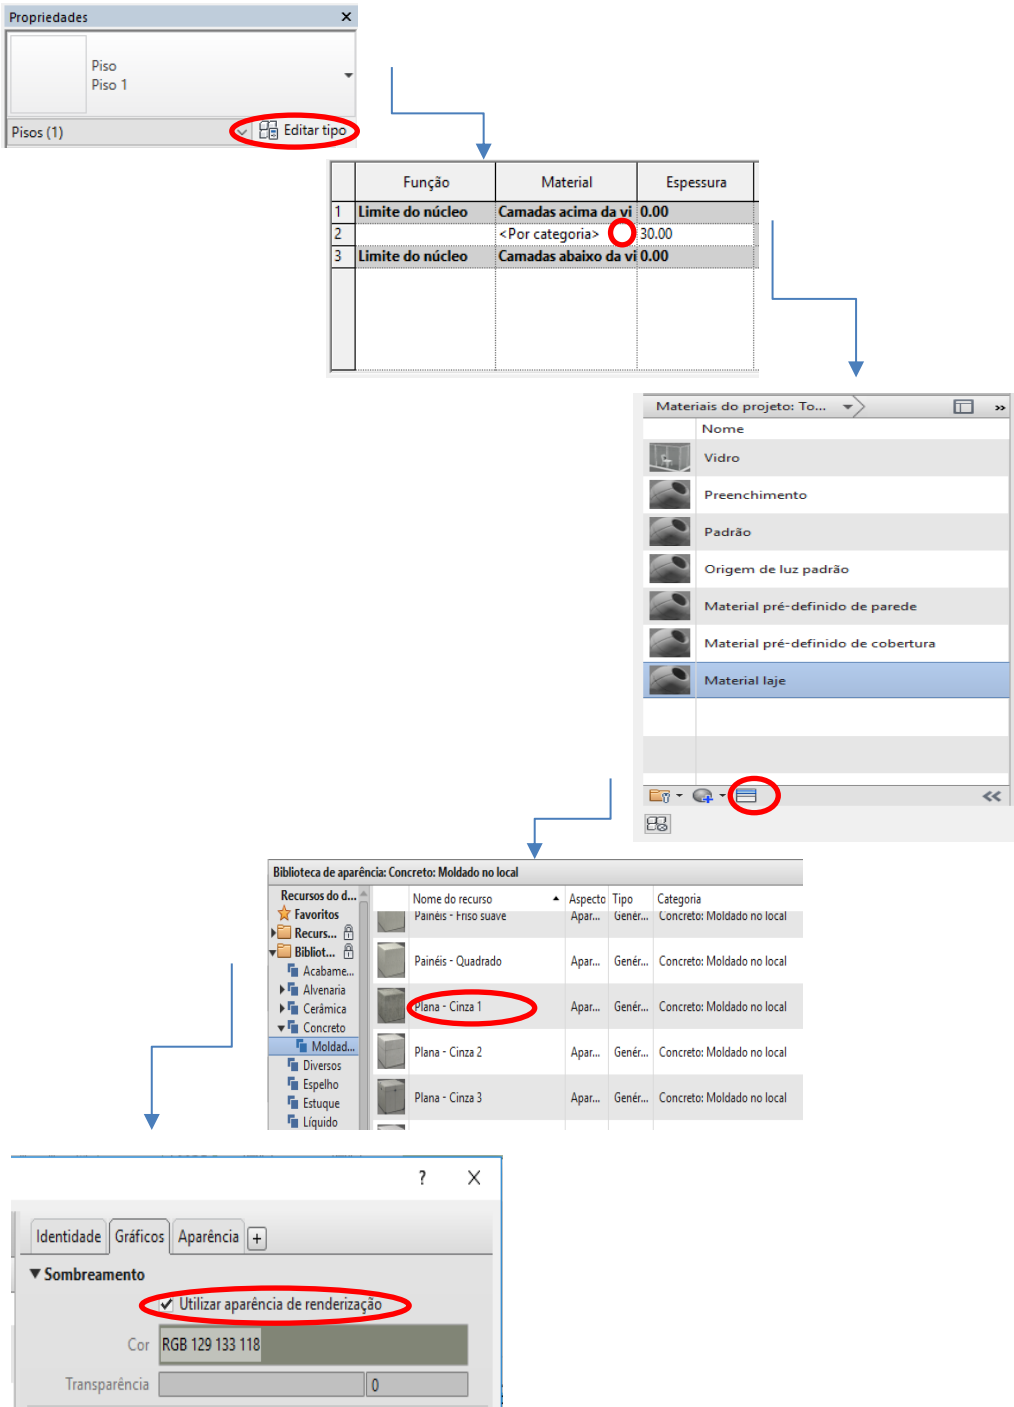 Propriedades
Piso
Piso 1
Pisos (1)
Editar tipo
Função Material Espessura
1 Limite do núcleo Camadas acima da vi 0.00
2 <Por categoria> 30.00
3 Limite do núcleo Camadas abaixo da vi 0.00
Materiais do projeto: To...
Nome
Vidro
Preenchimento
Padrão
Origem de luz padrão
Material pré-definido de parede
Material pré-definido de cobertura
Material laje
Biblioteca de aparência: Concreto: Moldado no local
Recursos do d...
Favoritos
Recurs...
Bibliot...
Acabame...
Alvenaria
Cerâmica
Concreto
Moldad...
Diversos
Espelho
Estuque
Líquido
Nome do recurso Aspecto Tipo Categoria
Painéis - Friso suave Apar... Genér... Concreto: Moldado no local
Painéis - Quadrado Apar... Genér... Concreto: Moldado no local
Plana - Cinza 1 Apar... Genér... Concreto: Moldado no local
Plana - Cinza 2 Apar... Genér... Concreto: Moldado no local
Plana - Cinza 3 Apar... Genér... Concreto: Moldado no local
?
Identidade Gráficos Aparência +
Sombreamento
Utilizar aparência de renderização
Cor RGB 129 133 118
Transparência 0